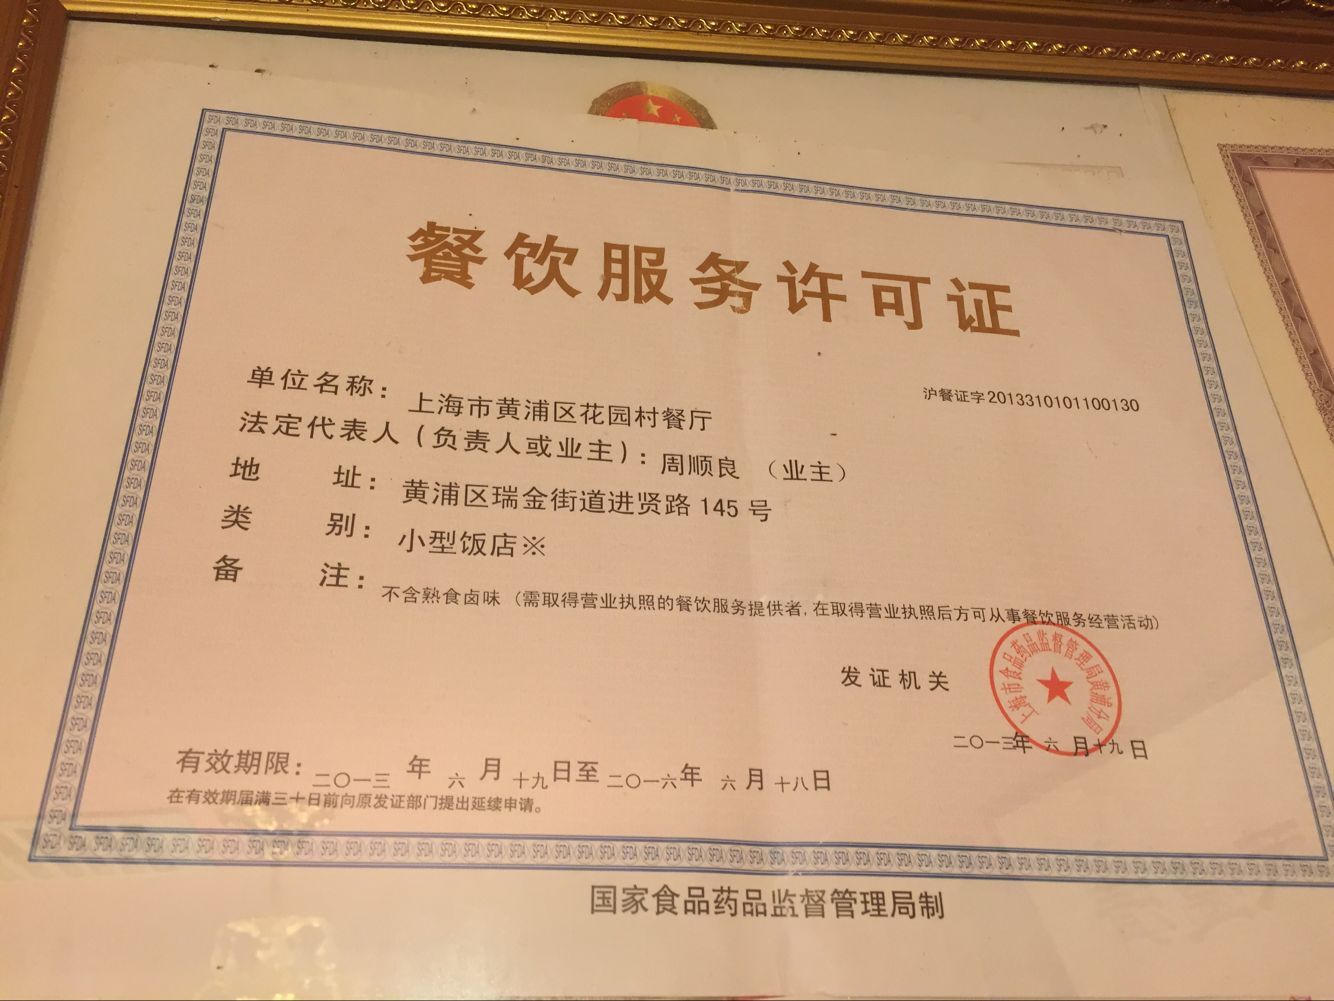 餐饮服务许可证
沪餐证字2013310101100130
单位名称：上海市黄浦区花园村餐厅
法定代表人（负责人或业主）：周顺良（业主）
地 址：黄浦区瑞金街道进贤路 145 号
类 别：小型饭店※
备 注：不含熟食卤味（需取得营业执照的餐饮服务提供者,在取得营业执照后方可从事餐饮服务经营活动）
发证机关
上海市食品药品监督管理局黄浦分局
二〇一三年 六 月十九日
有效期限：二〇一三 年 六 月 十九日至二〇一六年 六 月 十八日
在有效期届满三十日前向原发证部门提出延续申请。
国家食品药品监督管理局制